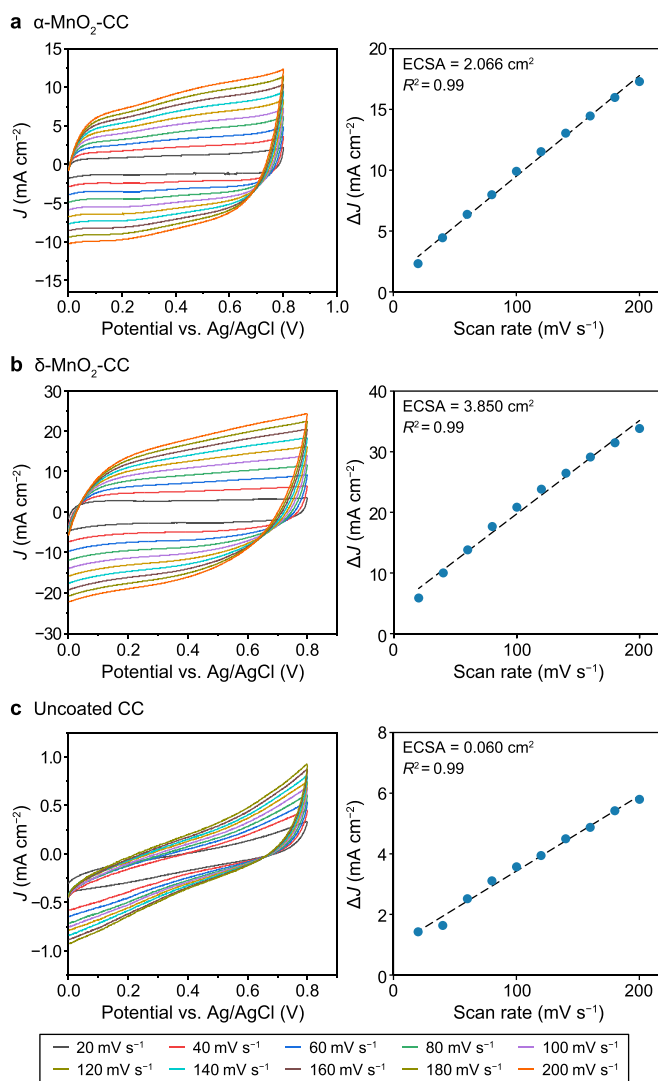 a α-MnO₂-CC
15
10
5
0
−5
−10
−15
J (mA cm⁻²)
0.0 0.2 0.4 0.6 0.8 1.0
Potential vs. Ag/AgCl (V)
ECSA = 2.066 cm²
R² = 0.99
20
15
10
5
0
ΔJ (mA cm⁻²)
0 100 200
Scan rate (mV s⁻¹)
b δ-MnO₂-CC
30
20
10
0
−10
−20
−30
J (mA cm⁻²)
0.0 0.2 0.4 0.6 0.8
Potential vs. Ag/AgCl (V)
ECSA = 3.850 cm²
R² = 0.99
40
30
20
10
0
ΔJ (mA cm⁻²)
0 100 200
Scan rate (mV s⁻¹)
c Uncoated CC
1.0
0.5
0.0
−0.5
−1.0
J (mA cm⁻²)
0.0 0.2 0.4 0.6 0.8
Potential vs. Ag/AgCl (V)
ECSA = 0.060 cm²
R² = 0.99
8
6
4
2
0
ΔJ (mA cm⁻²)
0 100 200
Scan rate (mV s⁻¹)
20 mV s⁻¹ 40 mV s⁻¹ 60 mV s⁻¹ 80 mV s⁻¹ 100 mV s⁻¹
120 mV s⁻¹ 140 mV s⁻¹ 160 mV s⁻¹ 180 mV s⁻¹ 200 mV s⁻¹